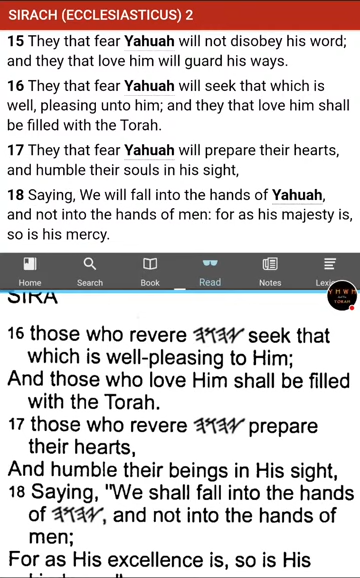 SIRACH (ECCLESIASTICUS) 2
15 They that fear Yahuah will not disobey his word;
and they that love him will guard his ways.
16 They that fear Yahuah will seek that which is
well, pleasing unto him; and they that love him shall
be filled with the Torah.
17 They that fear Yahuah will prepare their hearts,
and humble their souls in his sight,
18 Saying, We will fall into the hands of Yahuah,
and not into the hands of men: for as his majesty is,
so is his mercy.
Home Search Book Read Notes Lexi
SIRA
16 those who revere 𐤉𐤄𐤅𐤄 seek that
which is well-pleasing to Him;
And those who love Him shall be filled
with the Torah.
17 those who revere 𐤉𐤄𐤅𐤄 prepare
their hearts,
And humble their beings in His sight,
18 Saying, "We shall fall into the hands
of 𐤉𐤄𐤅𐤄, and not into the hands of
men;
For as His excellence is, so is His